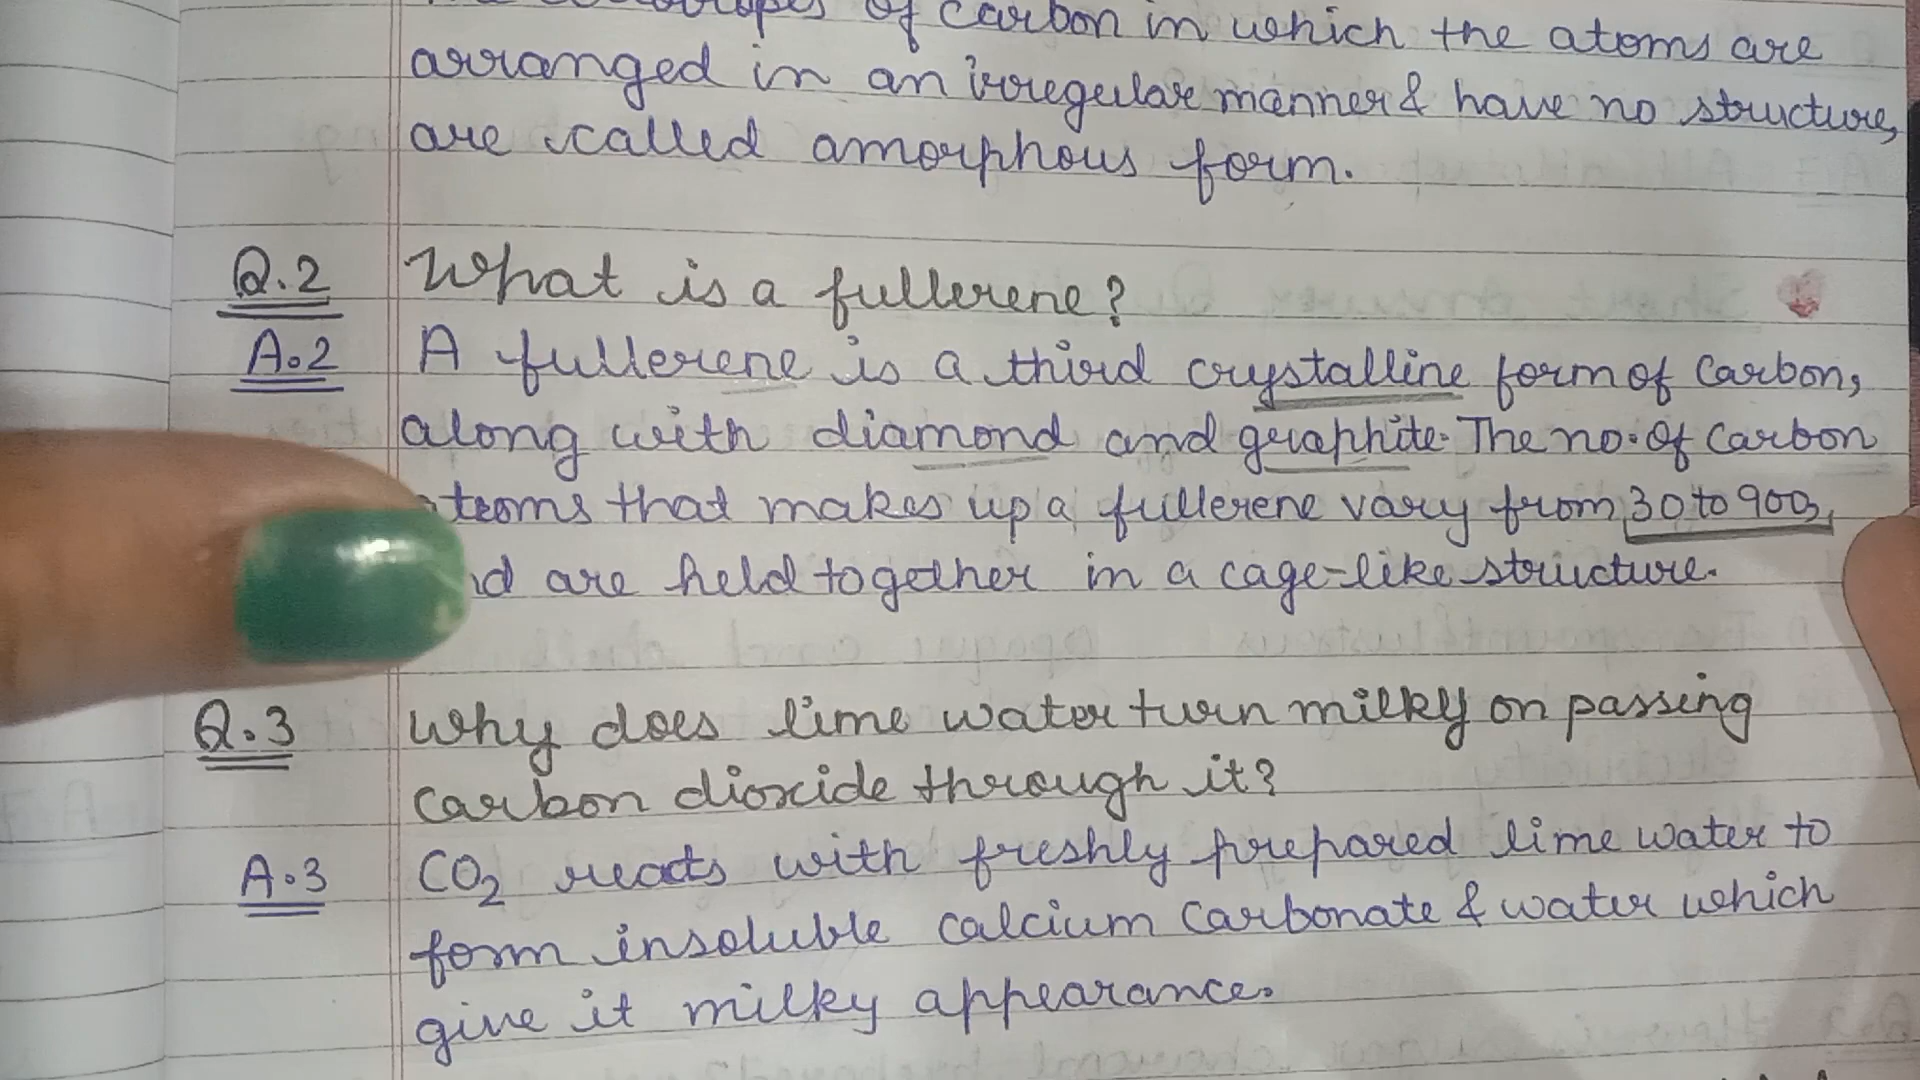 of carbon in which the atoms are
arranged in an irregular manner & have no structure,
are called amorphous form.
Q.2 What is a fullerene?
A.2 A fullerene is a third crystalline form of carbon,
along with diamond and graphite. The no. of carbon
atoms that makes up a fullerene vary from 30 to 900,
are held together in a cage-like structure.
Q.3 Why does lime water turn milky on passing
carbon dioxide through it?
A.3 CO2 reacts with freshly prepared lime water to
form insoluble calcium carbonate & water which
give it milky appearance.